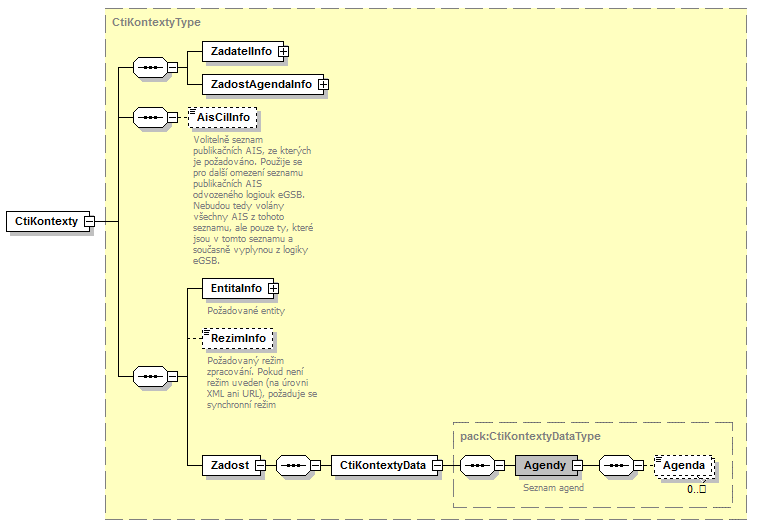 CtiKontextyType
ZadatelInfo
ZadostAgendaInfo
AisCilInfo
Volitelně seznam
publikačních AIS, ze kterých
je požadováno. Použije se
pro další omezení seznamu
publikačních AIS
odvozeného logiouk eGSB.
Nebudou tedy volány
všechny AIS z tohoto
seznamu, ale pouze ty, které
jsou v tomto seznamu a
současně vyplynou z logiky
eGSB.
CtiKontexty
EntitaInfo
Požadované entity
RezimInfo
Požadovaný režim
zpracování. Pokud není
režim uveden (na úrovni
XML ani URL), požaduje se
synchronní režim
pack:CtiKontextyDataType
Zadost
CtiKontextyData
Agendy
Agenda
Seznam agend
0..